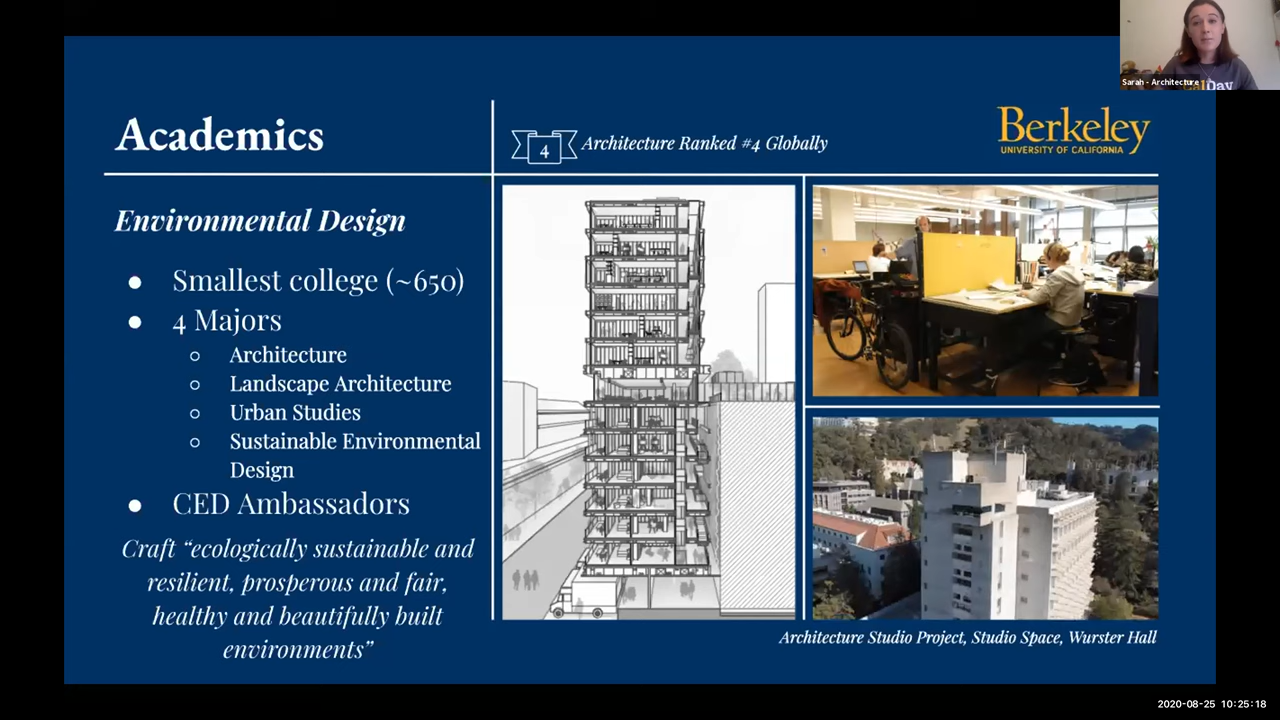 Sarah - Architecture
CalDay
Academics
4
Architecture Ranked #4 Globally
Berkeley
UNIVERSITY OF CALIFORNIA
Environmental Design
● Smallest college (~650)
● 4 Majors
○ Architecture
○ Landscape Architecture
○ Urban Studies
○ Sustainable Environmental
Design
● CED Ambassadors
Craft “ecologically sustainable and
resilient, prosperous and fair,
healthy and beautifully built
environments”
Architecture Studio Project, Studio Space, Wurster Hall
2020-08-25 10:25:18